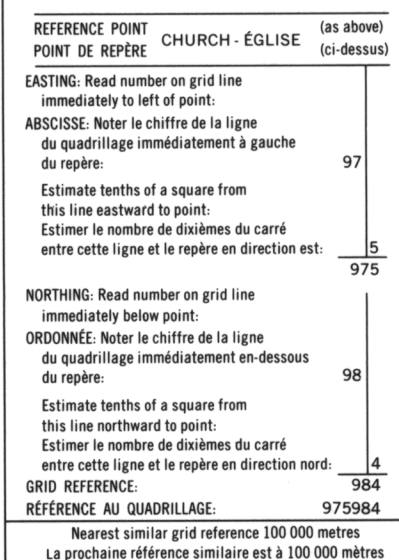 REFERENCE POINT CHURCH - ÉGLISE (as above)
POINT DE REPÈRE (ci-dessus)
EASTING: Read number on grid line
immediately to left of point:
ABSCISSE: Noter le chiffre de la ligne
du quadrillage immédiatement à gauche
du repère: 97
Estimate tenths of a square from
this line eastward to point:
Estimer le nombre de dixièmes du carré
entre cette ligne et le repère en direction est: 5
975
NORTHING: Read number on grid line
immediately below point:
ORDONNÉE: Noter le chiffre de la ligne
du quadrillage immédiatement en-dessous
du repère: 98
Estimate tenths of a square from
this line northward to point:
Estimer le nombre de dixièmes du carré
entre cette ligne et le repère en direction nord: 4
GRID REFERENCE: 984
RÉFÉRENCE AU QUADRILLAGE: 975984
Nearest similar grid reference 100 000 metres
La prochaine référence similaire est à 100 000 mètres